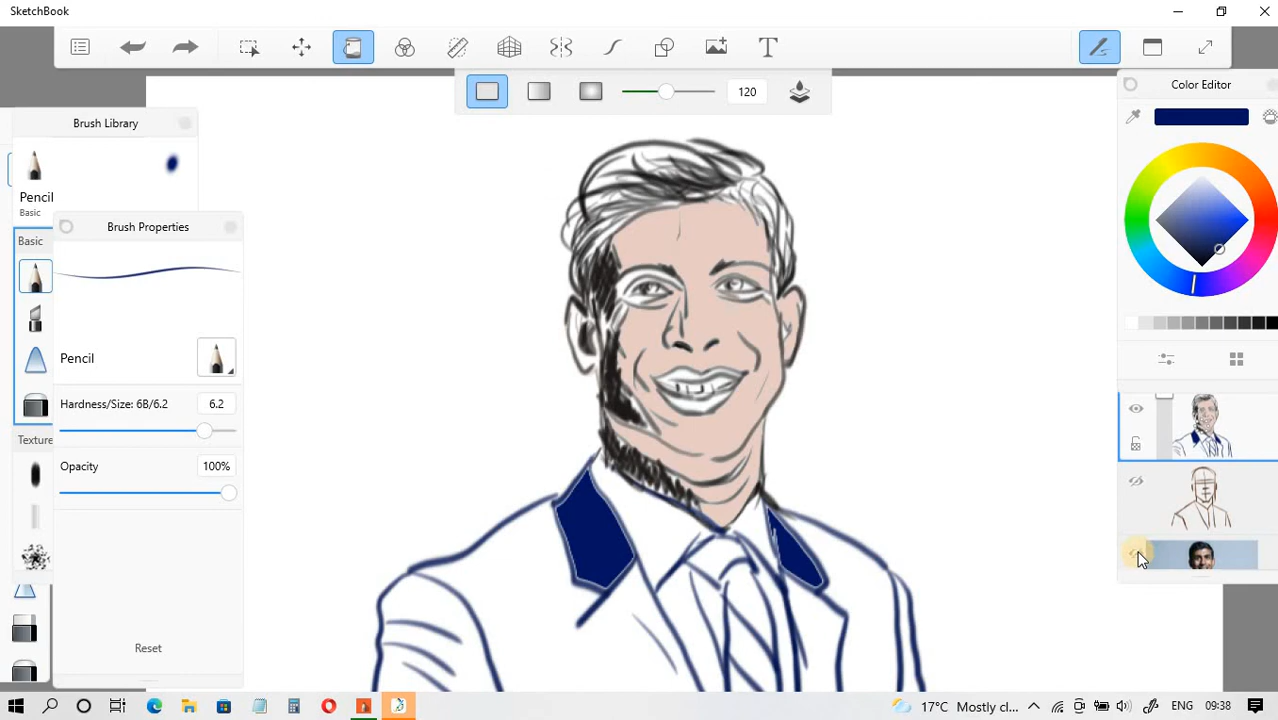 SketchBook
T
120
Color Editor
Brush Library
Pencil
Basic
Brush Properties
Basic
Pencil
Hardness/Size: 6B/6.2
6.2
Texture
Opacity
100%
Reset
17°C Mostly cl...
ENG
09:38